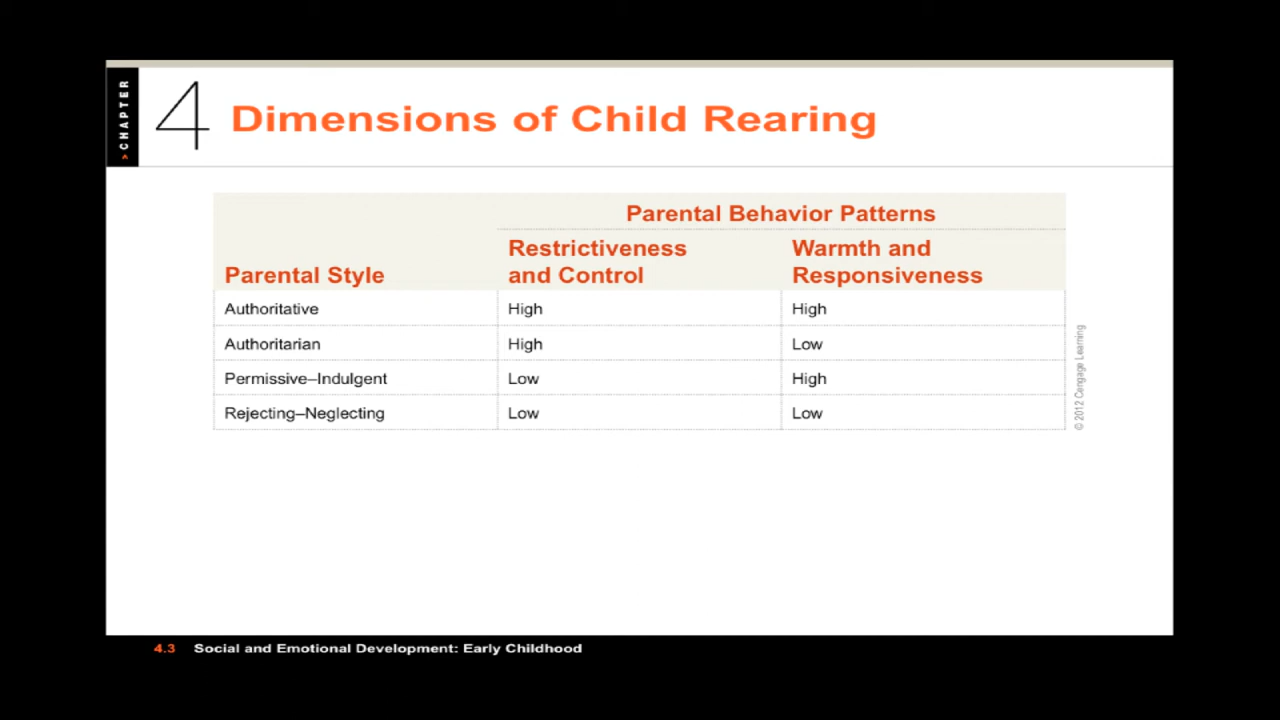 > CHAPTER
4
Dimensions of Child Rearing
Parental Behavior Patterns
Parental Style
Restrictiveness
and Control
Warmth and
Responsiveness
Authoritative High High
Authoritarian High Low
Permissive–Indulgent Low High
Rejecting–Neglecting Low Low
© 2012 Cengage Learning
4.3 Social and Emotional Development: Early Childhood